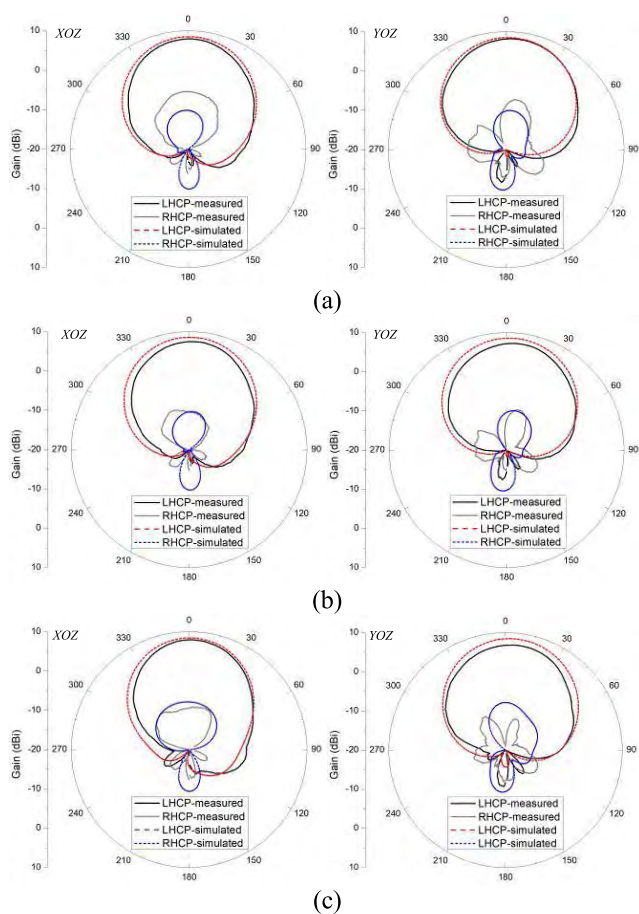 XOZ
0
330
30
300
60
270
90
240
120
210
150
180
10
0
-10
-20
-10
0
10
Gain (dBi)
LHCP-measured
RHCP-measured
LHCP-simulated
RHCP-simulated
YOZ
0
330
30
300
60
270
90
240
120
210
150
180
10
0
-10
-20
-10
0
10
Gain (dBi)
LHCP-measured
RHCP-measured
LHCP-simulated
RHCP-simulated
(a)
XOZ
0
330
30
300
60
270
90
240
120
210
150
180
10
0
-10
-20
-10
0
10
Gain (dBi)
LHCP-measured
RHCP-measured
LHCP-simulated
RHCP-simulated
YOZ
0
330
30
300
60
270
90
240
120
210
150
180
10
0
-10
-20
-10
0
10
Gain (dBi)
LHCP-measured
RHCP-measured
LHCP-simulated
RHCP-simulated
(b)
XOZ
0
330
30
300
60
270
90
240
120
210
150
180
10
0
-10
-20
-10
0
10
Gain (dBi)
LHCP-measured
RHCP-measured
LHCP-simulated
RHCP-simulated
YOZ
0
330
30
300
60
270
90
240
120
210
150
180
10
0
-10
-20
-10
0
10
Gain (dBi)
LHCP-measured
RHCP-measured
LHCP-simulated
LHCP-simulated
(c)